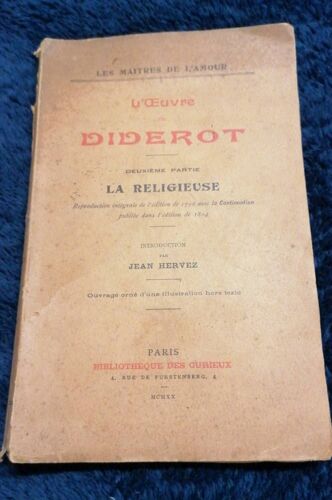 LES MAITRES DE L'AMOUR
L'Œuvre
DE
DIDEROT
DEUXIÈME PARTIE
LA RELIGIEUSE
Reproduction intégrale de l'édition de 1796 avec la Continuation
publiée dans l'édition de 1804
INTRODUCTION
PAR
JEAN HERVEZ
Ouvrage orné d'une illustration hors texte
PARIS
BIBLIOTHÈQUE DES CURIEUX
4, RUE DE FURSTENBERG, 4
MCMXX